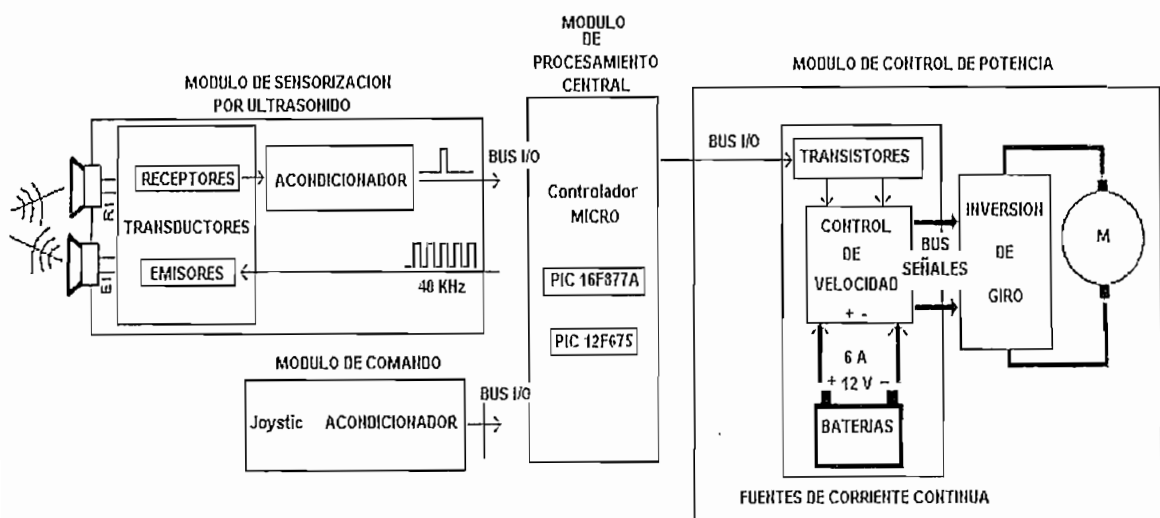 MODULO DE SENSORIZACION
POR ULTRASONIDO
RECEPTORES
ACONDICIONADOR
TRANSDUCTORES
EMISORES
R1
E1
40 KHz
BUS I/O
MODULO DE COMANDO
Joystic ACONDICIONADOR
BUS I/O
MODULO
DE
PROCESAMIENTO
CENTRAL
Controlador
MICRO
PIC 16F877A
PIC 12F675
MODULO DE CONTROL DE POTENCIA
BUS I/O
TRANSISTORES
CONTROL
DE
VELOCIDAD
+ -
BUS
SEÑALES
INVERSION
DE
GIRO
M
6 A
+ 12 V -
BATERIAS
FUENTES DE CORRIENTE CONTINUA